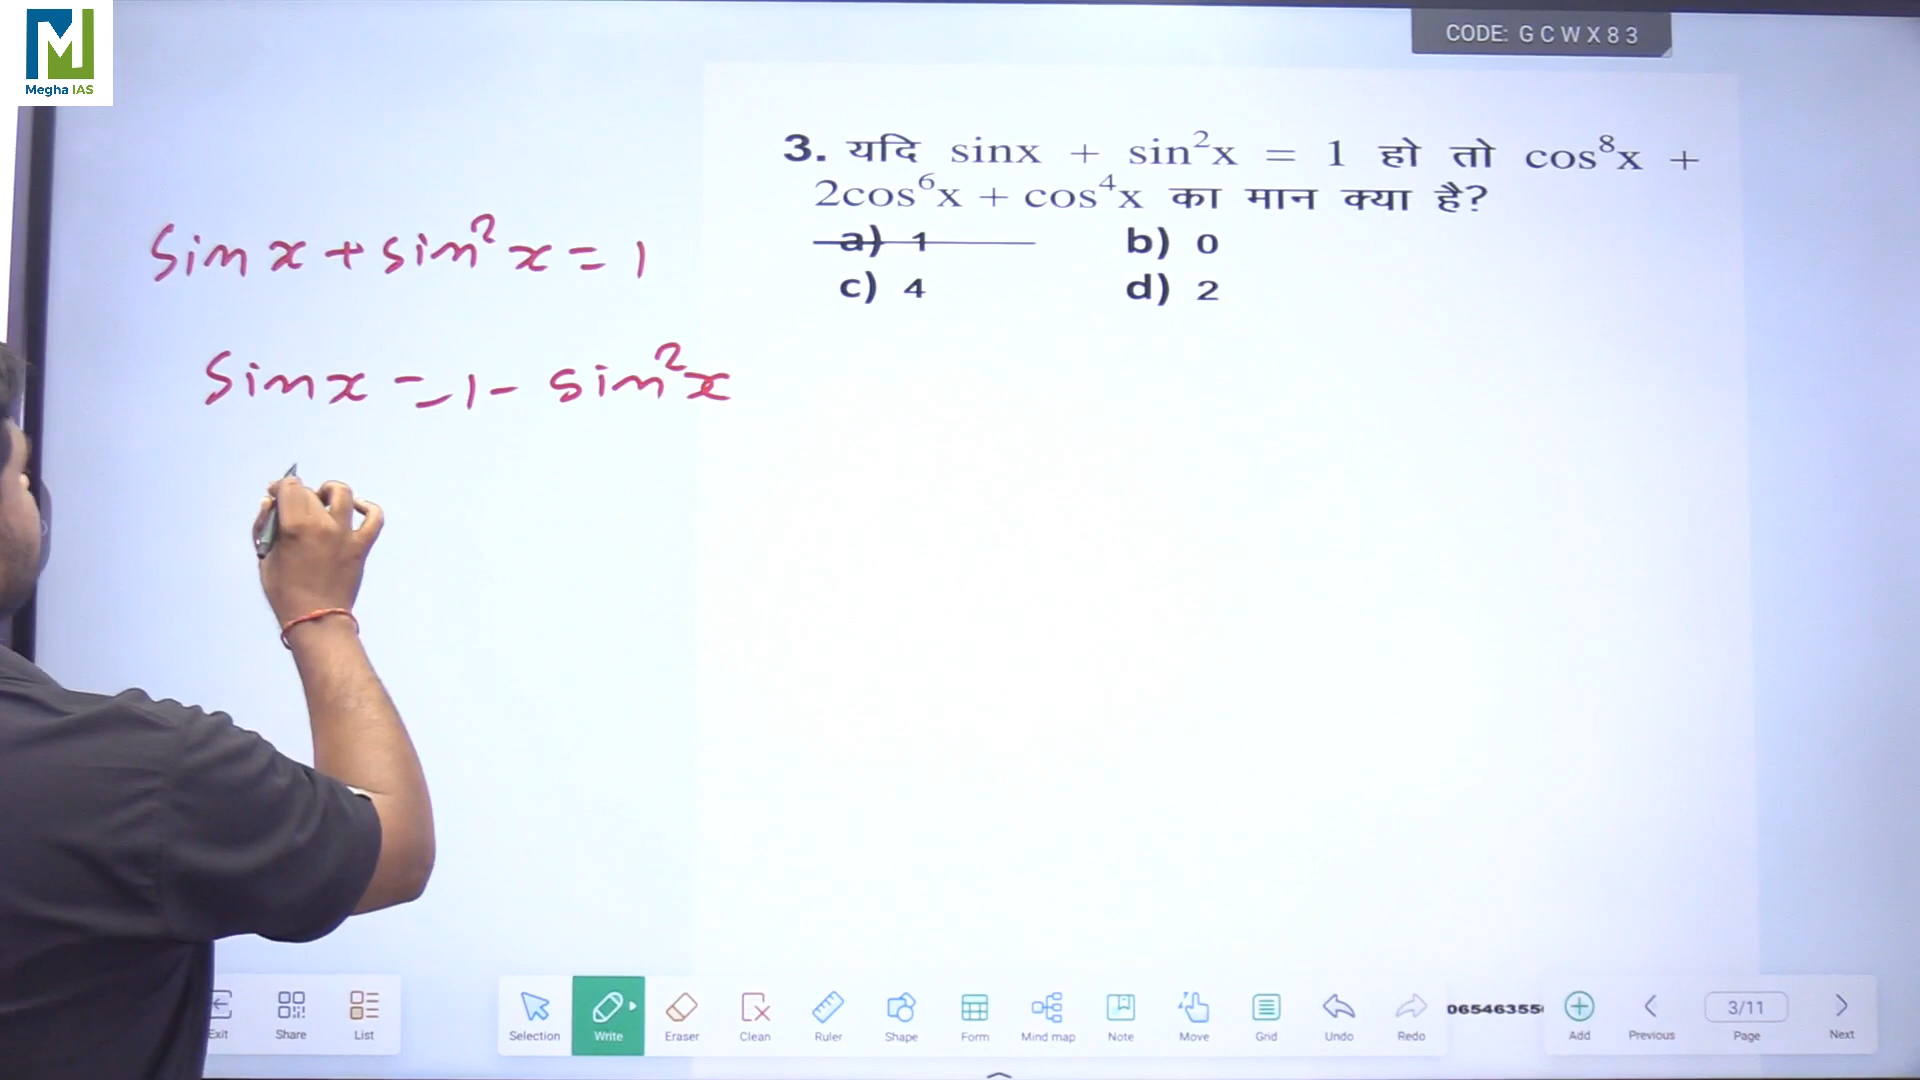 Megha IAS
CODE: GCWX83
3. यदि sinx + sin²x = 1 हो तो cos⁸x +
2cos⁶x + cos⁴x का मान क्या है?
a) 1 b) 0
c) 4 d) 2
Sin x + sin² x = 1
Sin x = 1 - sin² x
Exit Share List Selection Write Eraser Clean Ruler Shape Form Mind map Note Move Grid Undo Redo 06546355 Add Previous 3/11 Page Next